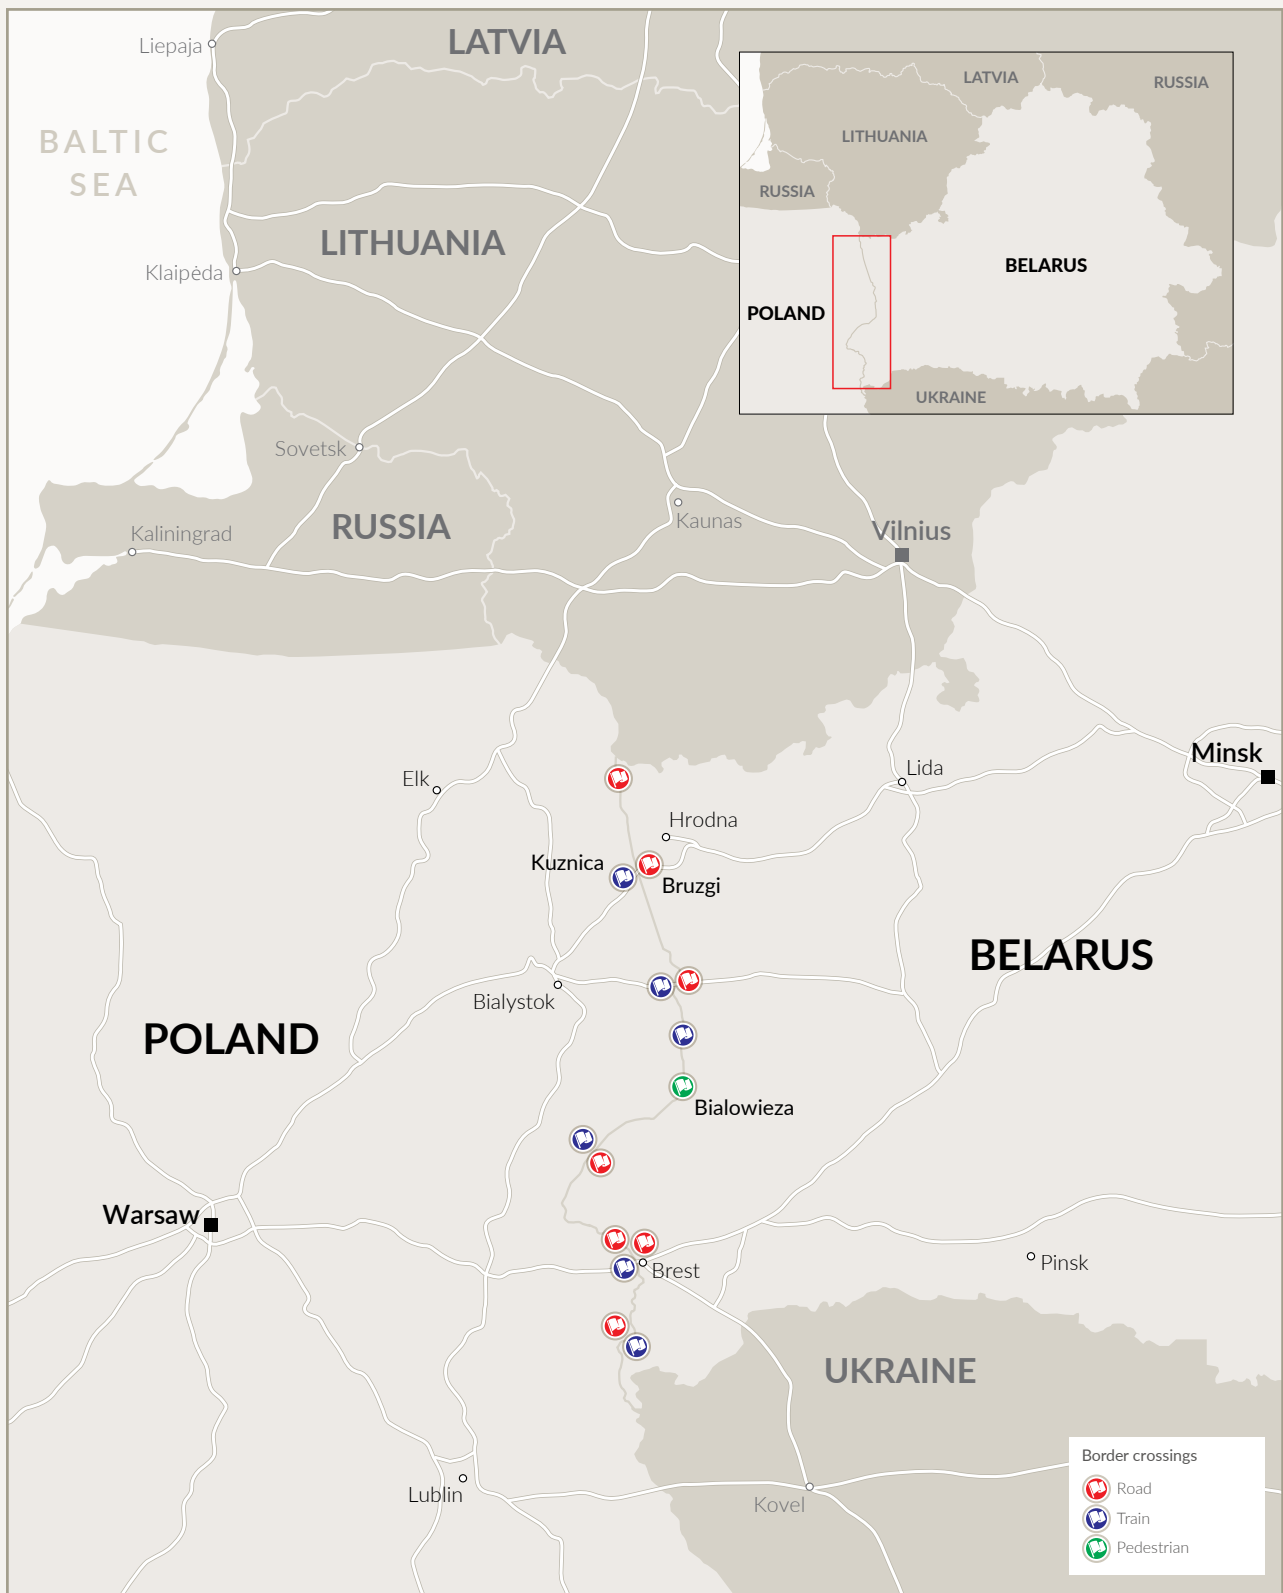 Liepaja
LATVIA
BALTIC
SEA
LITHUANIA
Klaipėda
Sovetsk
RUSSIA
Kaliningrad
Kaunas
Vilnius
LATVIA
RUSSIA
LITHUANIA
RUSSIA
BELARUS
POLAND
UKRAINE
Minsk
Elk
Lida
Hrodna
Kuznica
Bruzgi
BELARUS
Bialystok
POLAND
Bialowieza
Warsaw
Brest
Pinsk
UKRAINE
Lublin
Kovel
Border crossings
Road
Train
Pedestrian